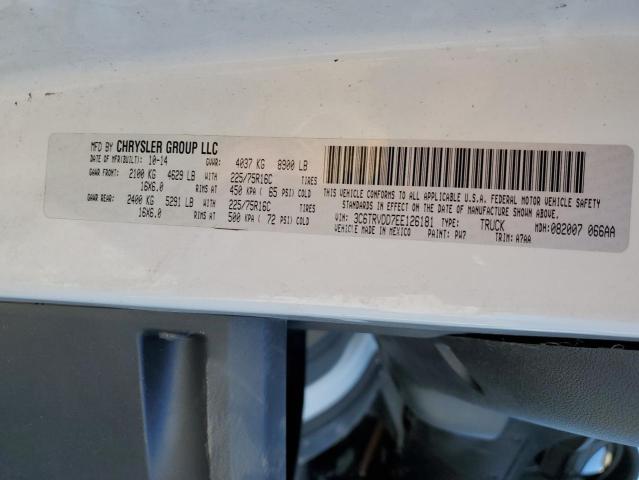 MFD BY CHRYSLER GROUP LLC
DATE OF MFR(BUILT): 10-14 GVWR: 4037 KG 8900 LB
GAWR FRONT: 2100 KG 4629 LB WITH 225/75R16C TIRES
16X6.0 RIMS AT 450 KPA ( 65 PSI) COLD
GAWR REAR: 2400 KG 5291 LB WITH 225/75R16C TIRES
16X6.0 RIMS AT 500 KPA ( 72 PSI) COLD
THIS VEHICLE CONFORMS TO ALL APPLICABLE U.S.A. FEDERAL MOTOR VEHICLE SAFETY
STANDARDS IN EFFECT ON THE DATE OF MANUFACTURE SHOWN ABOVE.
VIN: 3C6TRVDD7EE126181 TYPE: TRUCK MDH: 082007 066AA
VEHICLE MADE IN MEXICO PAINT: PW7 TRIM: A7AA